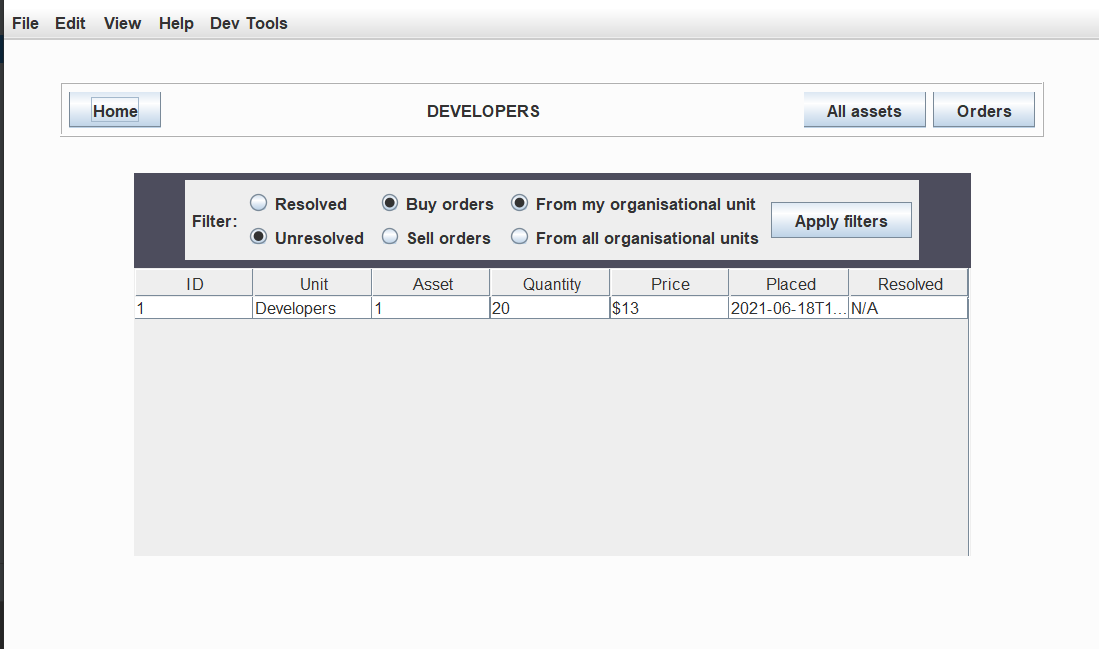 File Edit View Help Dev Tools
Home DEVELOPERS All assets Orders
Filter: Resolved Buy orders From my organisational unit Apply filters
Unresolved Sell orders From all organisational units
ID Unit Asset Quantity Price Placed Resolved
1 Developers 1 20 $13 2021-06-18T1... N/A